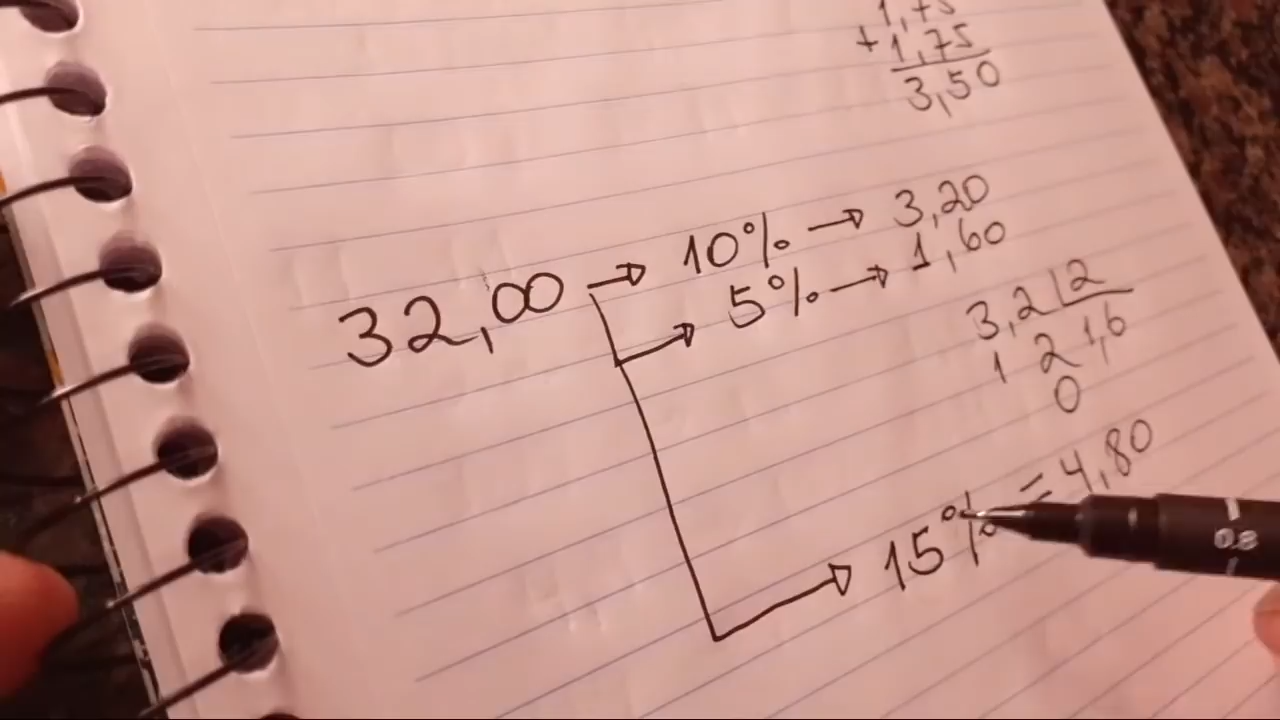 1,75
+ 1,75
3,50
32,00 → 10% → 3,20
→ 5% → 1,60
3,2 2
1 2 1,6
0
→ 15% = 4,80
0.8